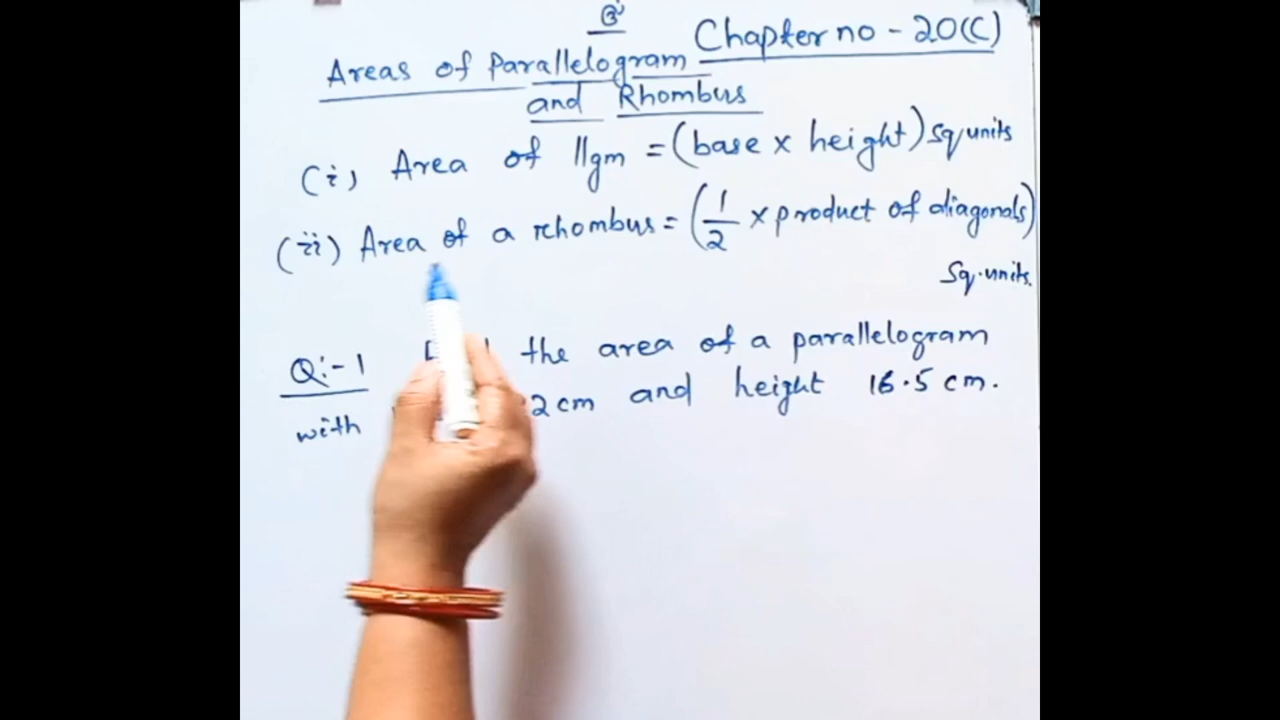 Chapter no - 20(C)
Areas of Parallelogram
and Rhombus
(i) Area of ||gm = (base x height) Sq units
(ii) Area of a rhombus = (1/2 x product of diagonals)
Sq.units.
Q:-1 the area of a parallelogram
with 2 cm and height 16.5 cm.